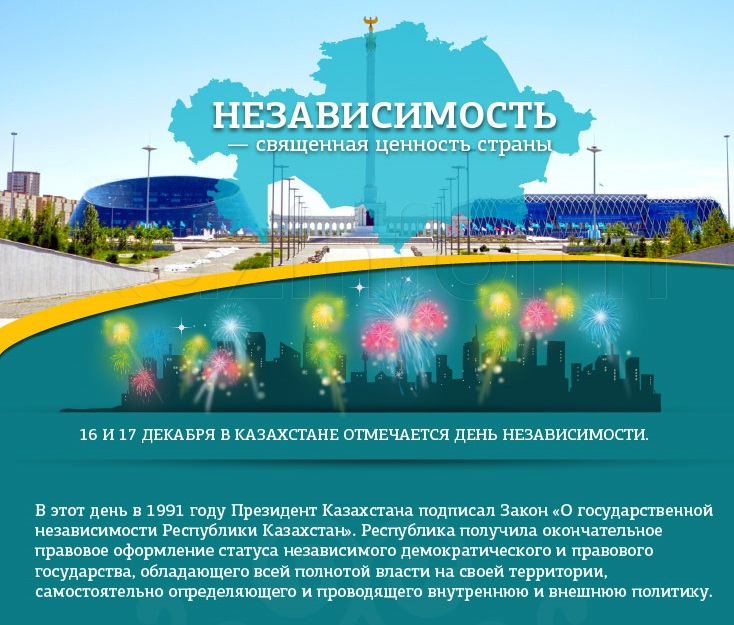 НЕЗАВИСИМОСТЬ
— священная ценность страны
16 И 17 ДЕКАБРЯ В КАЗАХСТАНЕ ОТМЕЧАЕТСЯ ДЕНЬ НЕЗАВИСИМОСТИ.
В этот день в 1991 году Президент Казахстана подписал Закон «О государственной
независимости Республики Казахстан». Республика получила окончательное
правовое оформление статуса независимого демократического и правового
государства, обладающего всей полнотой власти на своей территории,
самостоятельно определяющего и проводящего внутреннюю и внешнюю политику.